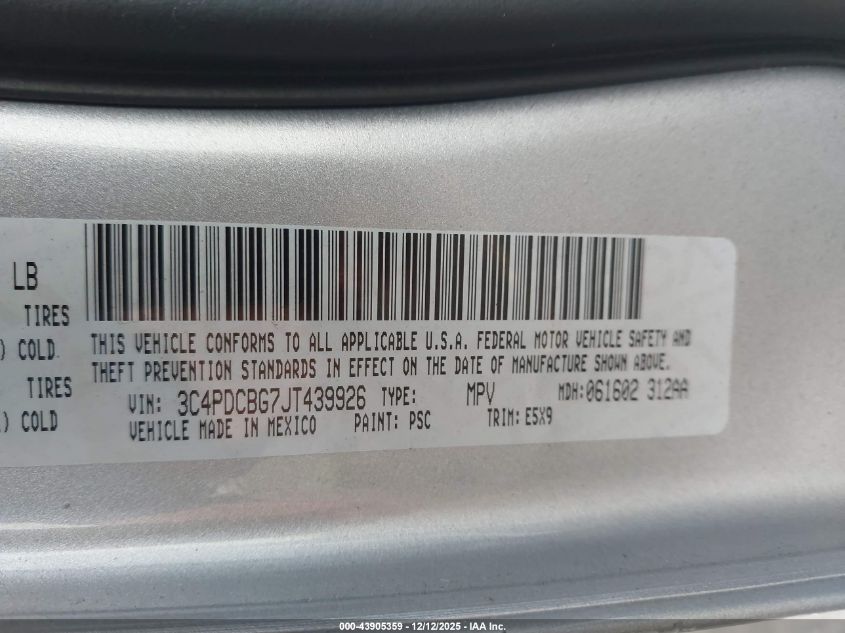 LB
TIRES
) COLD
TIRES
) COLD
THIS VEHICLE CONFORMS TO ALL APPLICABLE U.S.A. FEDERAL MOTOR VEHICLE SAFETY AND
THEFT PREVENTION STANDARDS IN EFFECT ON THE DATE OF MANUFACTURE SHOWN ABOVE.
VIN: 3C4PDCBG7JT439926 TYPE: MPV MDH:061602 312AA
VEHICLE MADE IN MEXICO PAINT: PSC TRIM: E5X9
000-43905359 - 12/12/2025 - IAA Inc.